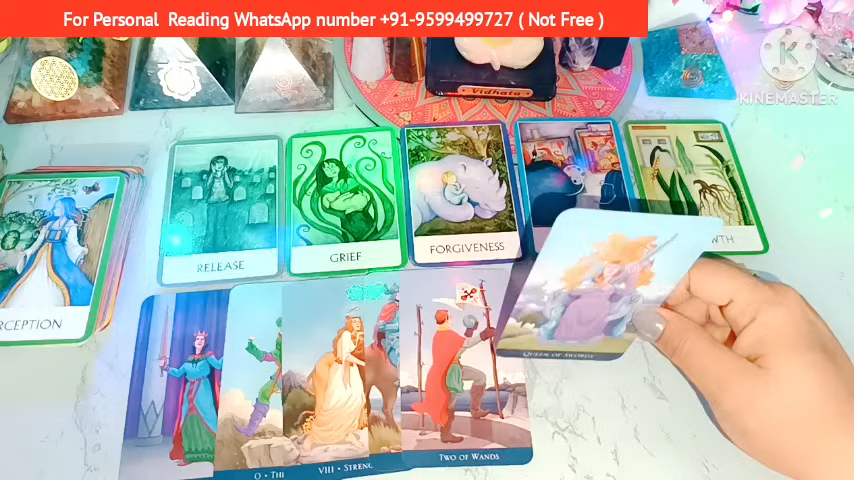 For Personal Reading WhatsApp number +91-9599499727 ( Not Free )
K
KINEMASTER
Vidhata
RELEASE
GRIEF
FORGIVENESS
WTH
RCEPTION
QUEEN OF SWORDS
0 • TH
VIII • STRENG
TWO OF WANDS